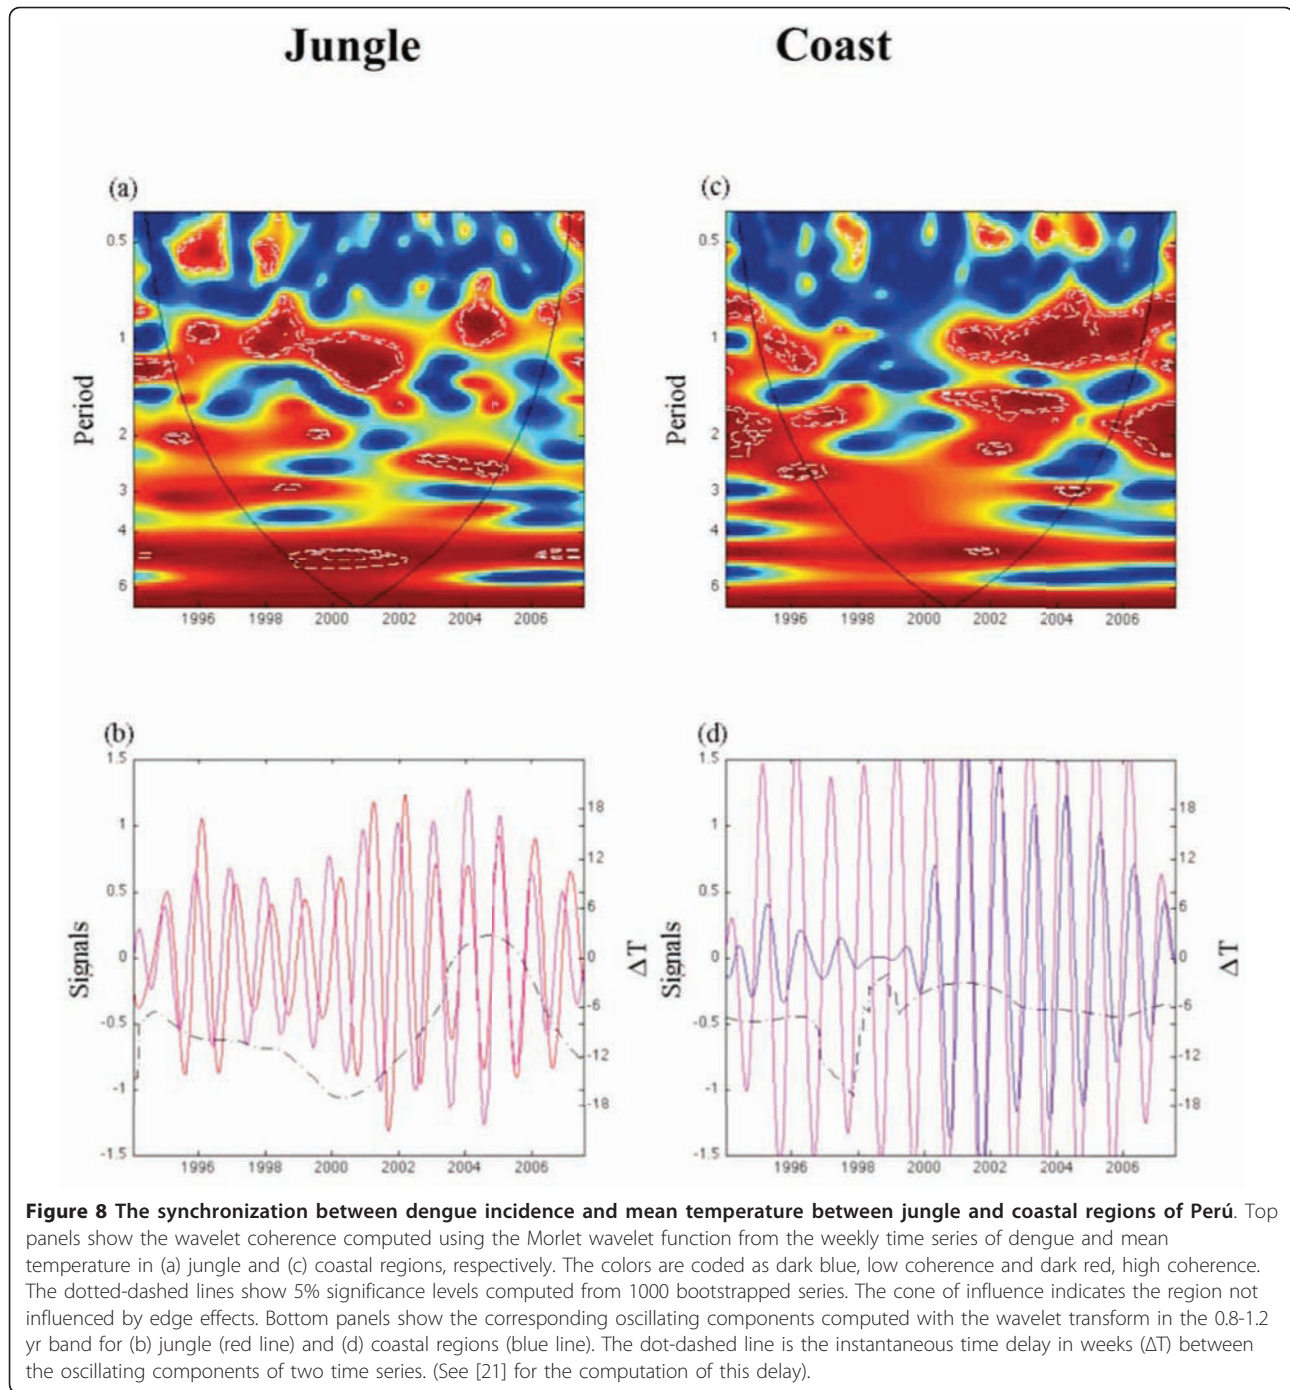 Jungle
Coast
(a)
(c)
0.5
1
2
3
4
6
Period
1996 1998 2000 2002 2004 2006
0.5
1
2
3
4
6
Period
1996 1998 2000 2002 2004 2006
(b)
(d)
1.5
1
0.5
0
-0.5
-1
-1.5
Signals
18
12
6
0
-6
-12
-18
ΔT
1996 1998 2000 2002 2004 2006
1.5
1
0.5
0
-0.5
-1
-1.5
Signals
18
12
6
0
-6
-12
-18
ΔT
1996 1998 2000 2002 2004 2006
Figure 8 The synchronization between dengue incidence and mean temperature between jungle and coastal regions of Perú. Top
panels show the wavelet coherence computed using the Morlet wavelet function from the weekly time series of dengue and mean
temperature in (a) jungle and (c) coastal regions, respectively. The colors are coded as dark blue, low coherence and dark red, high coherence.
The dotted-dashed lines show 5% significance levels computed from 1000 bootstrapped series. The cone of influence indicates the region not
influenced by edge effects. Bottom panels show the corresponding oscillating components computed with the wavelet transform in the 0.8-1.2
yr band for (b) jungle (red line) and (d) coastal regions (blue line). The dot-dashed line is the instantaneous time delay in weeks (ΔT) between
the oscillating components of two time series. (See [21] for the computation of this delay).